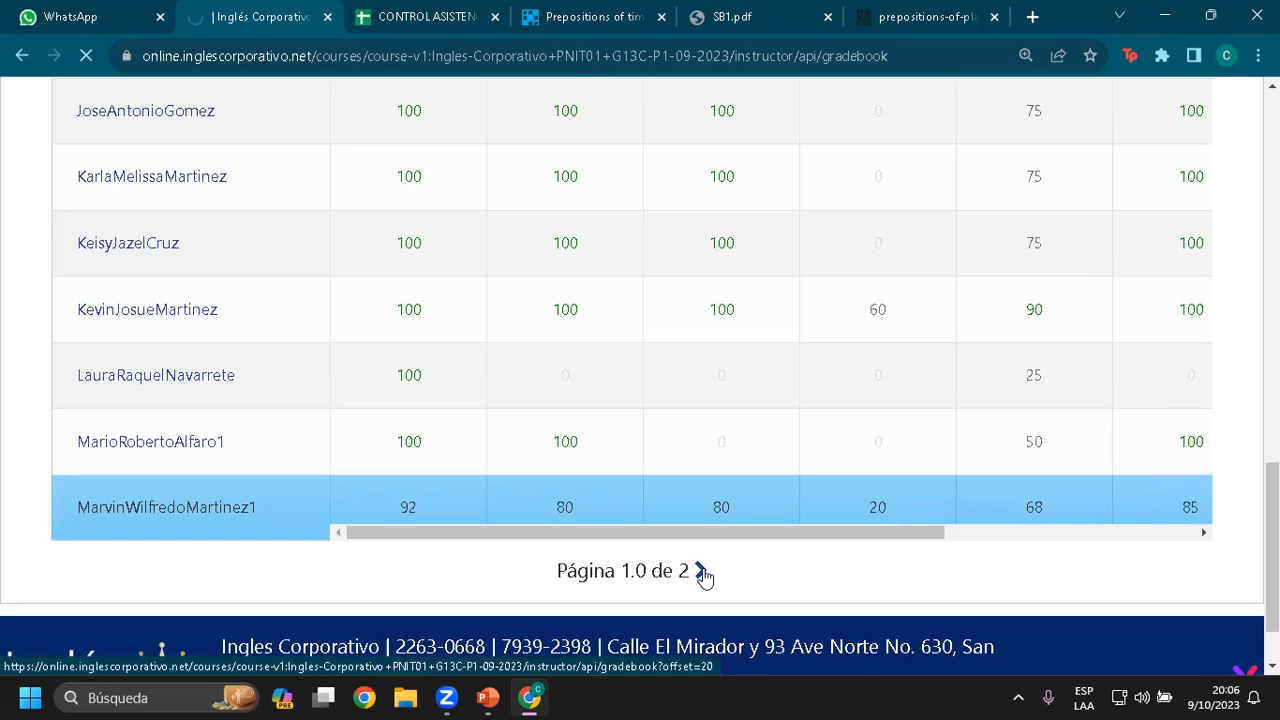 WhatsApp
| Inglés Corporativo
CONTROL ASISTEN
Prepositions of tim
SB1.pdf
prepositions-of-pl
online.inglescorporativo.net/courses/course-v1:Ingles-Corporativo+PNIT01+G13C-P1-09-2023/instructor/api/gradebook
JoseAntonioGomez 100 100 100 0 75 100
KarlaMelissaMartinez 100 100 100 0 75 100
KeisyJazelCruz 100 100 100 0 75 100
KevinJosueMartinez 100 100 100 60 90 100
LauraRaquelNavarrete 100 0 0 0 25 0
MarioRobertoAlfaro1 100 100 0 0 50 100
MarvinWilfredoMartinez1 92 80 80 20 68 85
Página 1.0 de 2
Ingles Corporativo | 2263-0668 | 7939-2398 | Calle El Mirador y 93 Ave Norte No. 630, San
https://online.inglescorporativo.net/courses/course-v1:Ingles-Corporativo+PNIT01+G13C-P1-09-2023/instructor/api/gradebook?offset=20
Búsqueda
PRE
ESP
LAA
20:06
9/10/2023